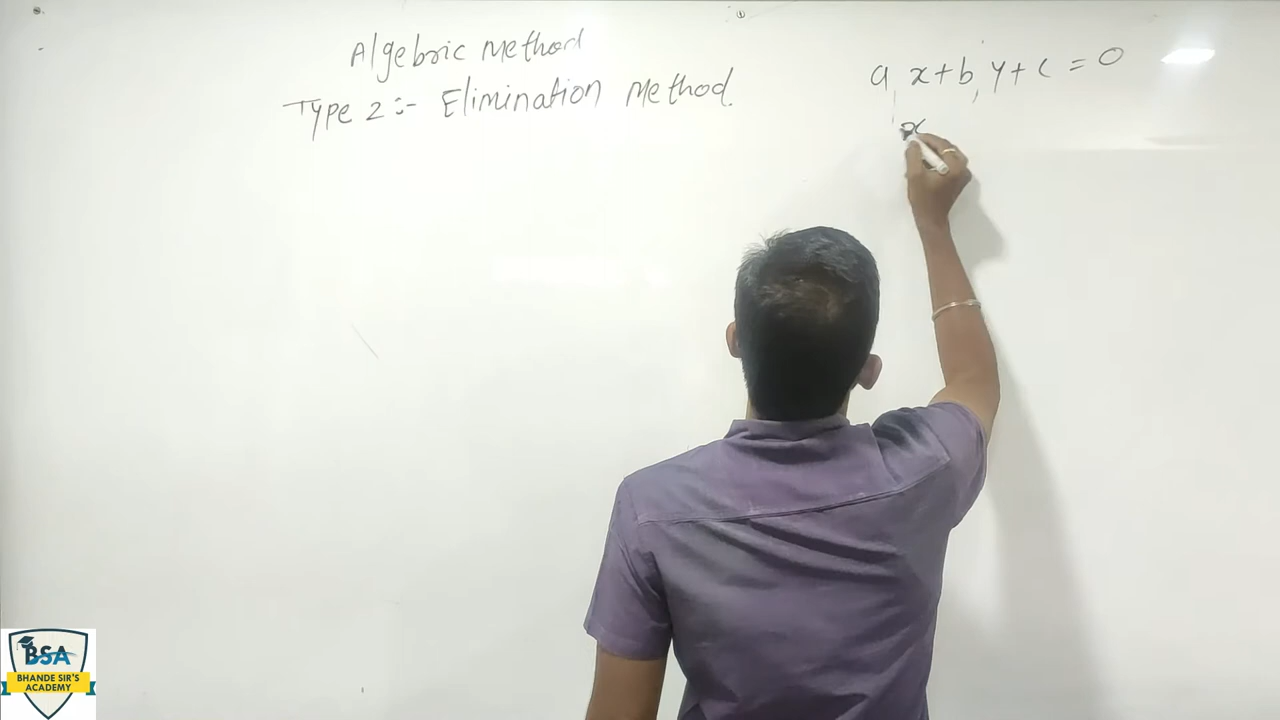 Algebric Method
Type 2 :- Elimination Method.
a, x + b, y + c = 0
x
BSA
BHANDE SIR'S
ACADEMY